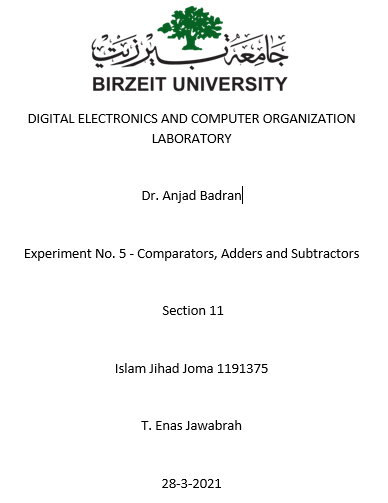 جامعة بيرزيت
BIRZEIT UNIVERSITY
DIGITAL ELECTRONICS AND COMPUTER ORGANIZATION
LABORATORY
Dr. Anjad Badran
Experiment No. 5 - Comparators, Adders and Subtractors
Section 11
Islam Jihad Joma 1191375
T. Enas Jawabrah
28-3-2021